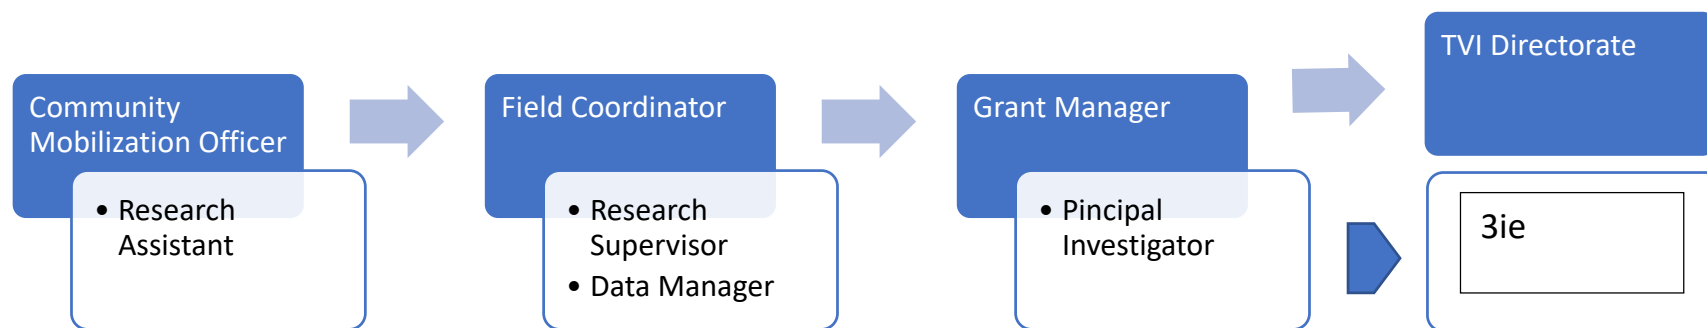 Community
Mobilization Officer
• Research
Assistant
Field Coordinator
• Research
Supervisor
• Data Manager
Grant Manager
• Pincipal
Investigator
TVI Directorate
3ie